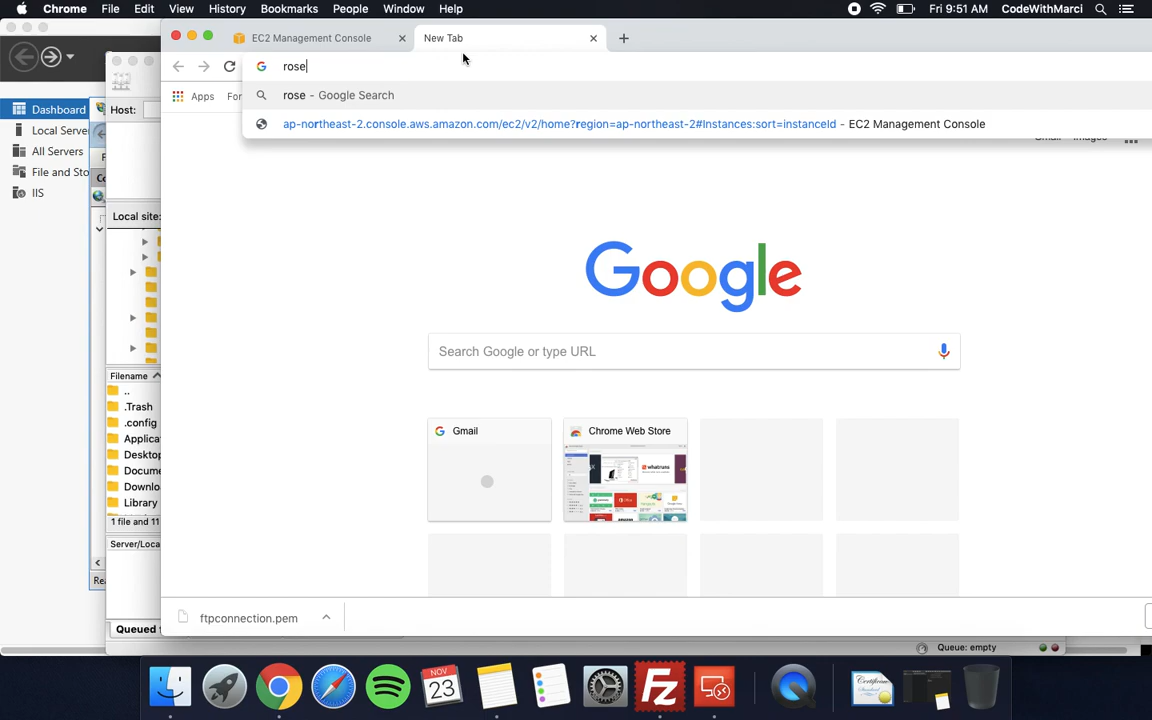 Chrome File Edit View History Bookmarks People Window Help Fri 9:51 AM CodeWithMarci
EC2 Management Console New Tab
rose
Dashboard Host: Apps For rose - Google Search
Local Serve
ap-northeast-2.console.aws.amazon.com/ec2/v2/home?region=ap-northeast-2#Instances:sort=instanceId - EC2 Management Console
All Servers
File and Sto
IIS
Local site:
Google
Search Google or type URL
Filename
..
.Trash
.config
Applica
Desktop
Docume
Downlo
Library
Gmail Chrome Web Store
1 file and 11
Server/Loca
ftpconnection.pem
Queued
Queue: empty
NOV
23
Fz